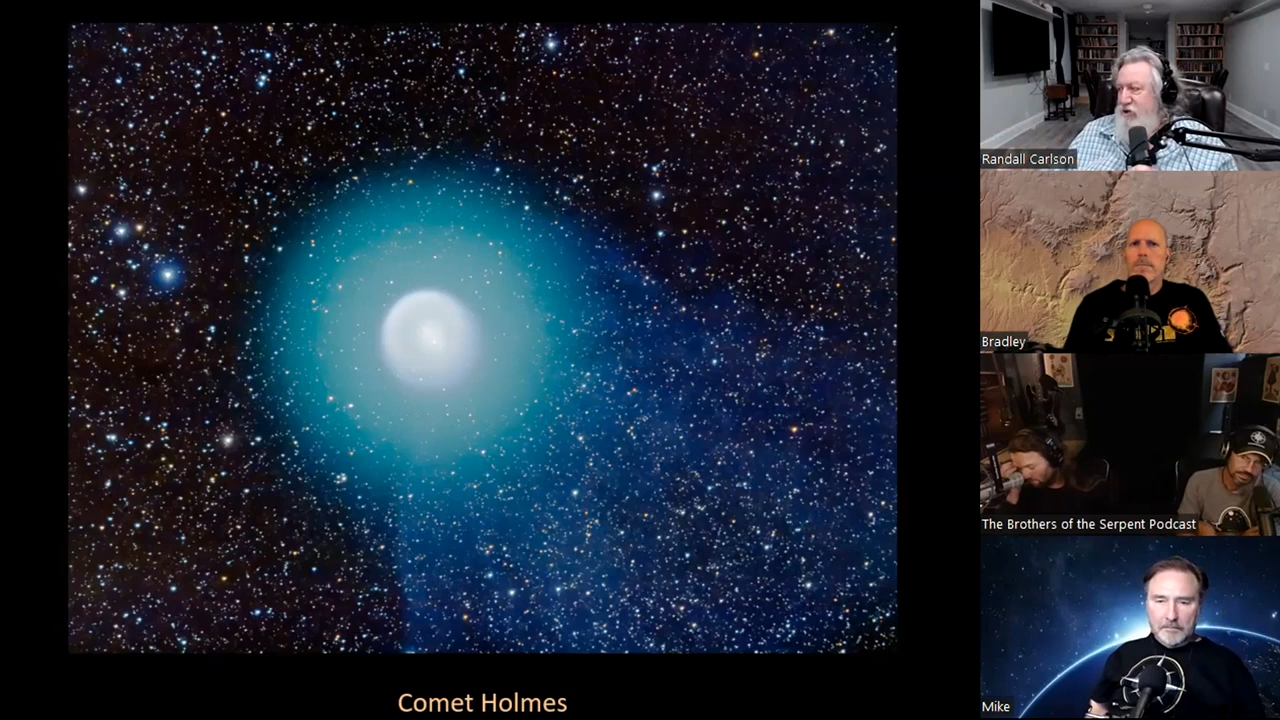 Comet Holmes
Randall Carlson
Bradley
The Brothers of the Serpent Podcast
Mike